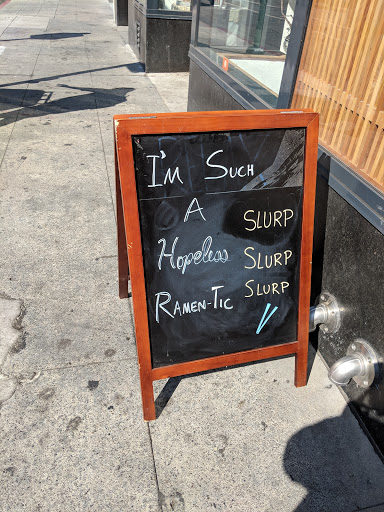 I'm Such
A
Hopeless
Ramen-Tic
SLURP
SLURP
SLURP